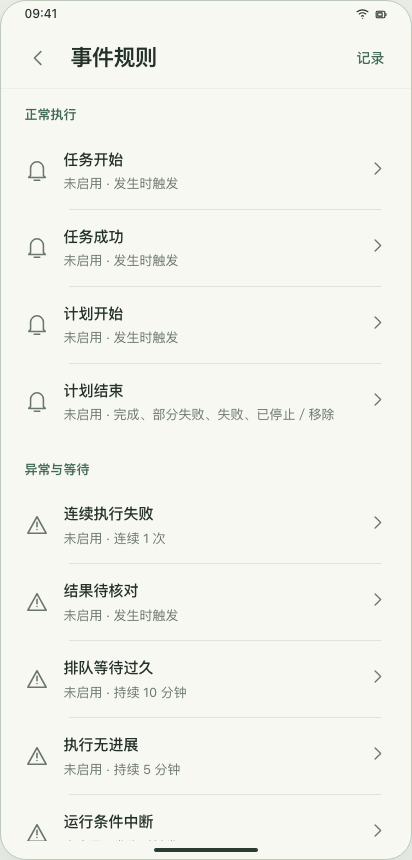 09:41
事件规则
记录
正常执行
任务开始
未启用 · 发生时触发
任务成功
未启用 · 发生时触发
计划开始
未启用 · 发生时触发
计划结束
未启用 · 完成、部分失败、失败、已停止 / 移除
异常与等待
连续执行失败
未启用 · 连续 1 次
结果待核对
未启用 · 发生时触发
排队等待过久
未启用 · 持续 10 分钟
执行无进展
未启用 · 持续 5 分钟
运行条件中断